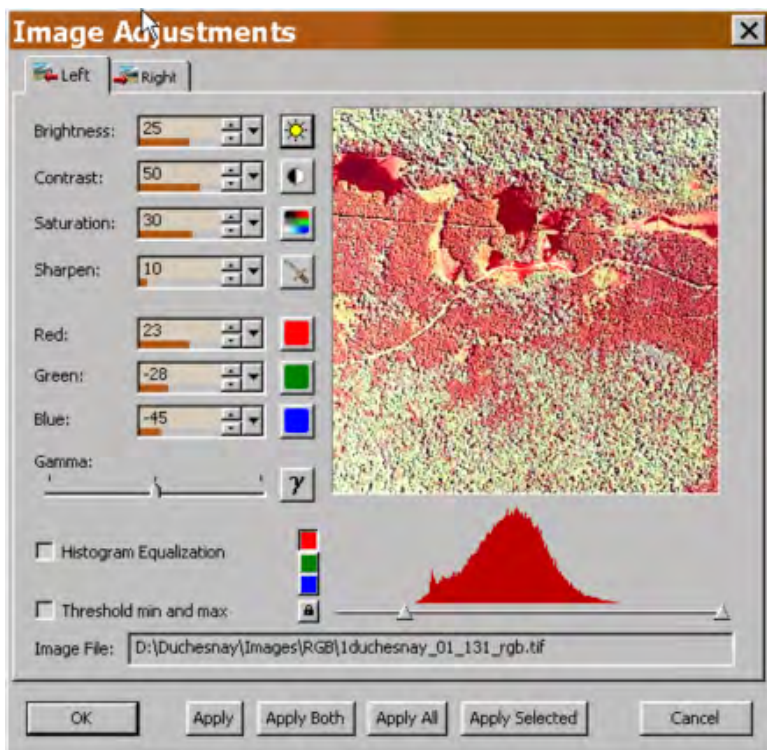 Image Adjustments
Left Right
Brightness: 25
Contrast: 50
Saturation: 30
Sharpen: 10
Red: 23
Green: -28
Blue: -45
Gamma:
γ
Histogram Equalization
Threshold min and max
Image File: D:\Duchesnay\Images\RGB\1duchesnay_01_131_rgb.tif
OK Apply Apply Both Apply All Apply Selected Cancel